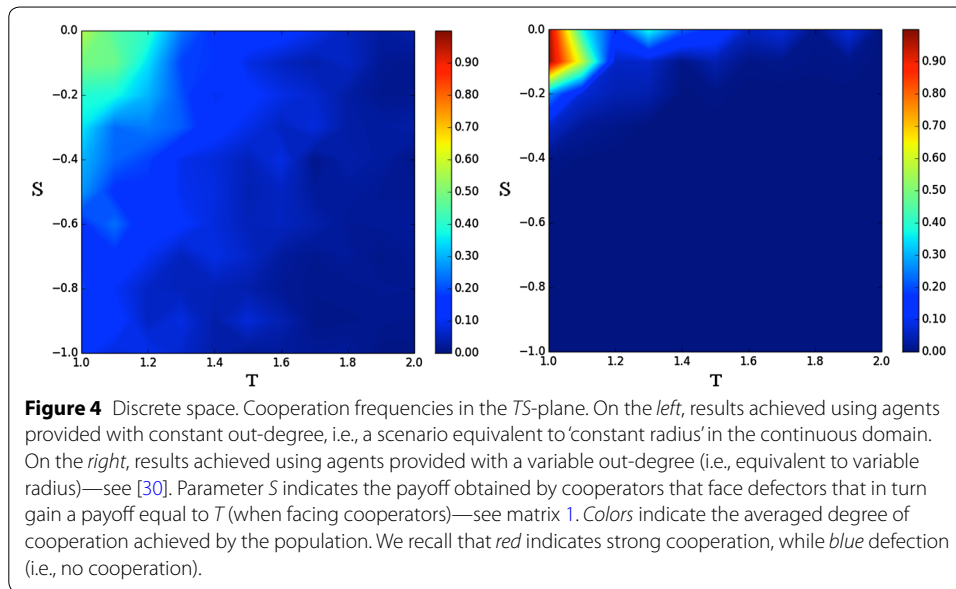 0.0
−0.2
−0.4
−0.6
−0.8
−1.0
S
1.0 1.2 1.4 1.6 1.8 2.0
T
0.90
0.80
0.70
0.60
0.50
0.40
0.30
0.20
0.10
0.00
0.0
−0.2
−0.4
−0.6
−0.8
−1.0
S
1.0 1.2 1.4 1.6 1.8 2.0
T
0.90
0.80
0.70
0.60
0.50
0.40
0.30
0.20
0.10
0.00
Figure 4 Discrete space. Cooperation frequencies in the TS-plane. On the left, results achieved using agents
provided with constant out-degree, i.e., a scenario equivalent to ‘constant radius’ in the continuous domain.
On the right, results achieved using agents provided with a variable out-degree (i.e., equivalent to variable
radius)—see [30]. Parameter S indicates the payoff obtained by cooperators that face defectors that in turn
gain a payoff equal to T (when facing cooperators)—see matrix 1. Colors indicate the averaged degree of
cooperation achieved by the population. We recall that red indicates strong cooperation, while blue defection
(i.e., no cooperation).